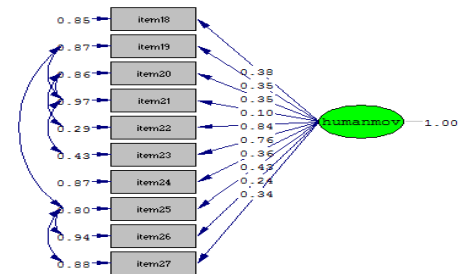 0.85 item18
0.87 item19
0.38
0.86 item20
0.35
0.35
0.97 item21
0.10
humanmov 1.00
0.29 item22
0.84
0.76
0.43 item23
0.36
0.43
0.87 item24
0.24
0.34
0.80 item25
0.94 item26
0.88 item27